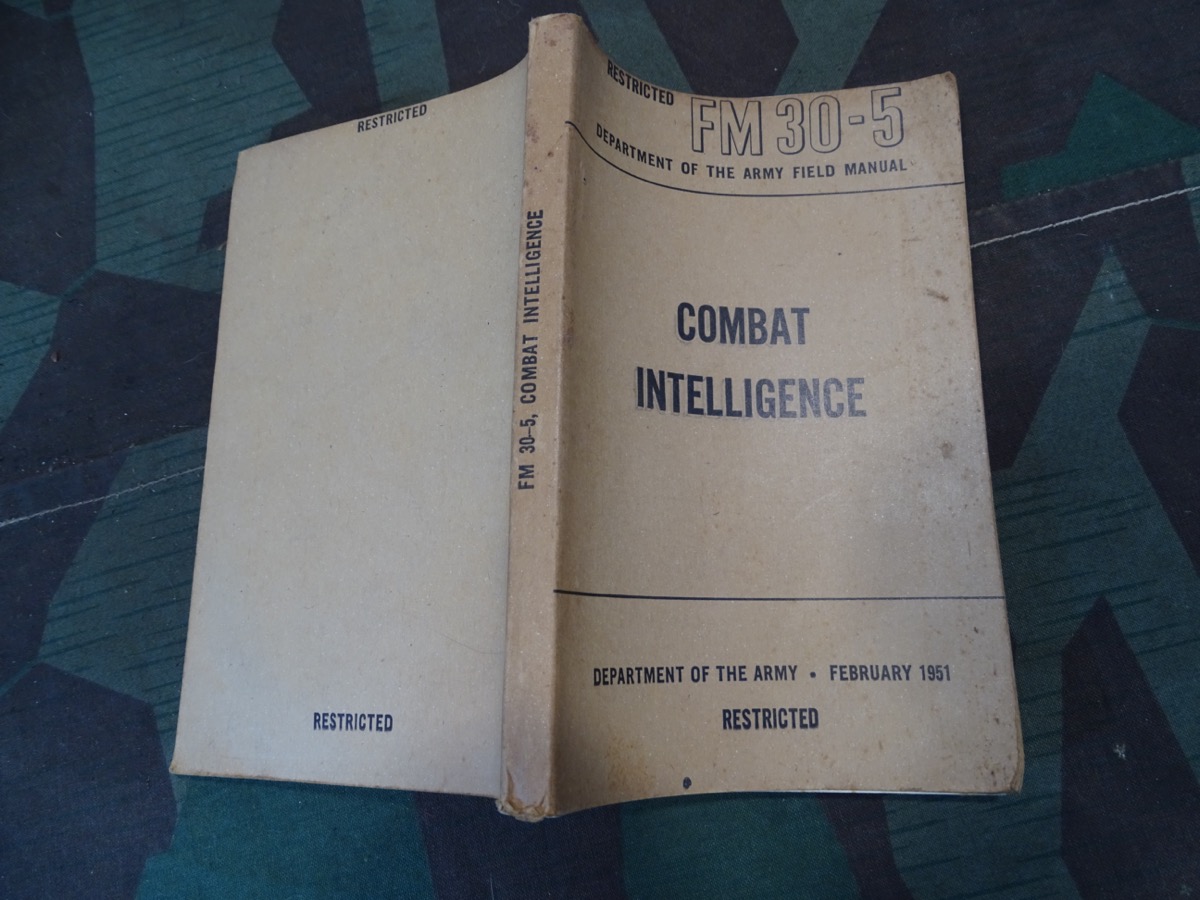 RESTRICTED
RESTRICTED
FM 30-5, COMBAT INTELLIGENCE
RESTRICTED
FM 30-5
DEPARTMENT OF THE ARMY FIELD MANUAL
COMBAT
INTELLIGENCE
DEPARTMENT OF THE ARMY • FEBRUARY 1951
RESTRICTED